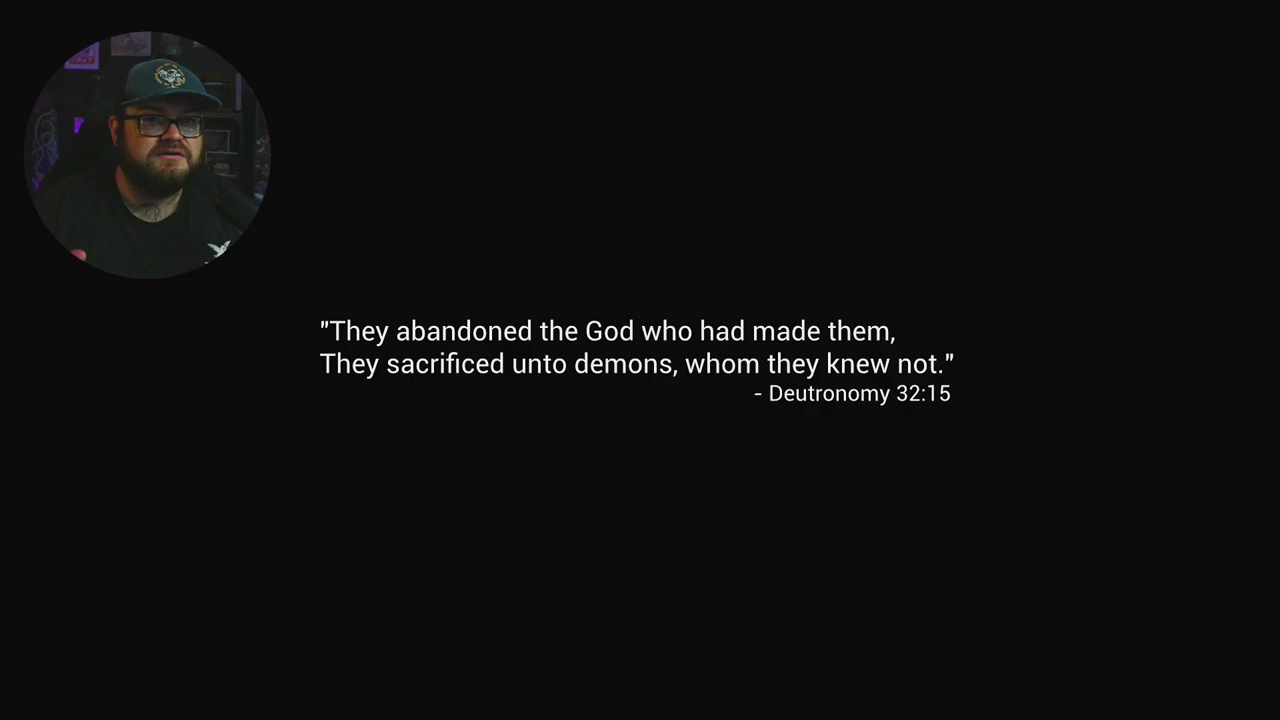 "They abandoned the God who had made them,
They sacrificed unto demons, whom they knew not."
- Deutronomy 32:15